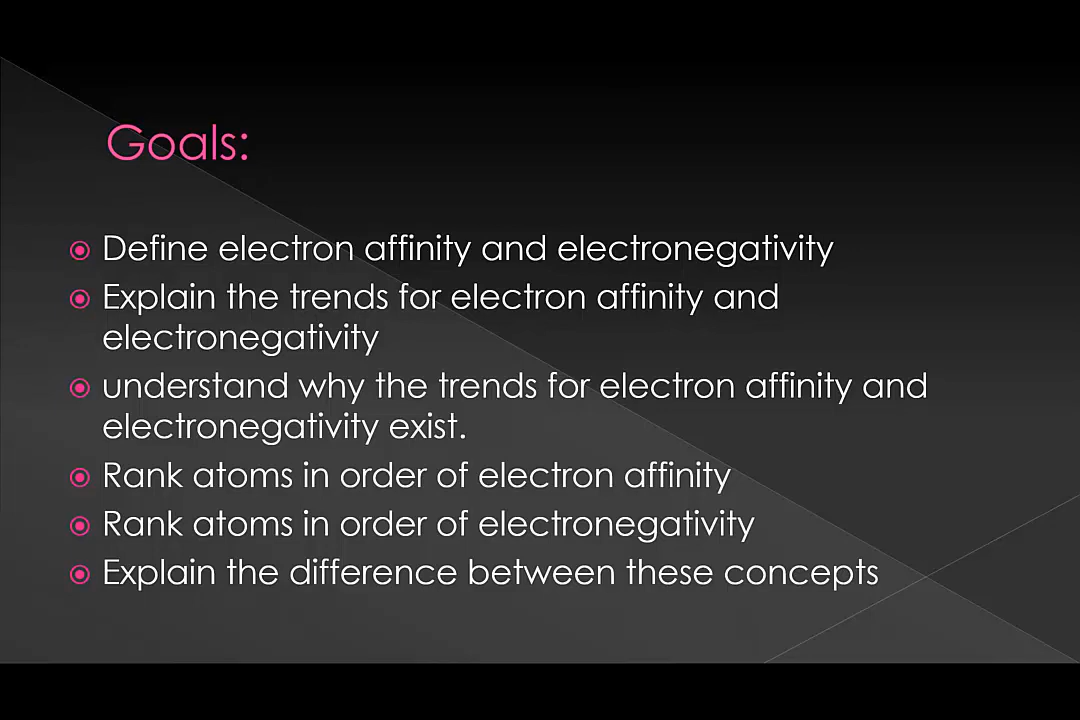 Goals:
Define electron affinity and electronegativity
Explain the trends for electron affinity and
electronegativity
understand why the trends for electron affinity and
electronegativity exist.
Rank atoms in order of electron affinity
Rank atoms in order of electronegativity
Explain the difference between these concepts